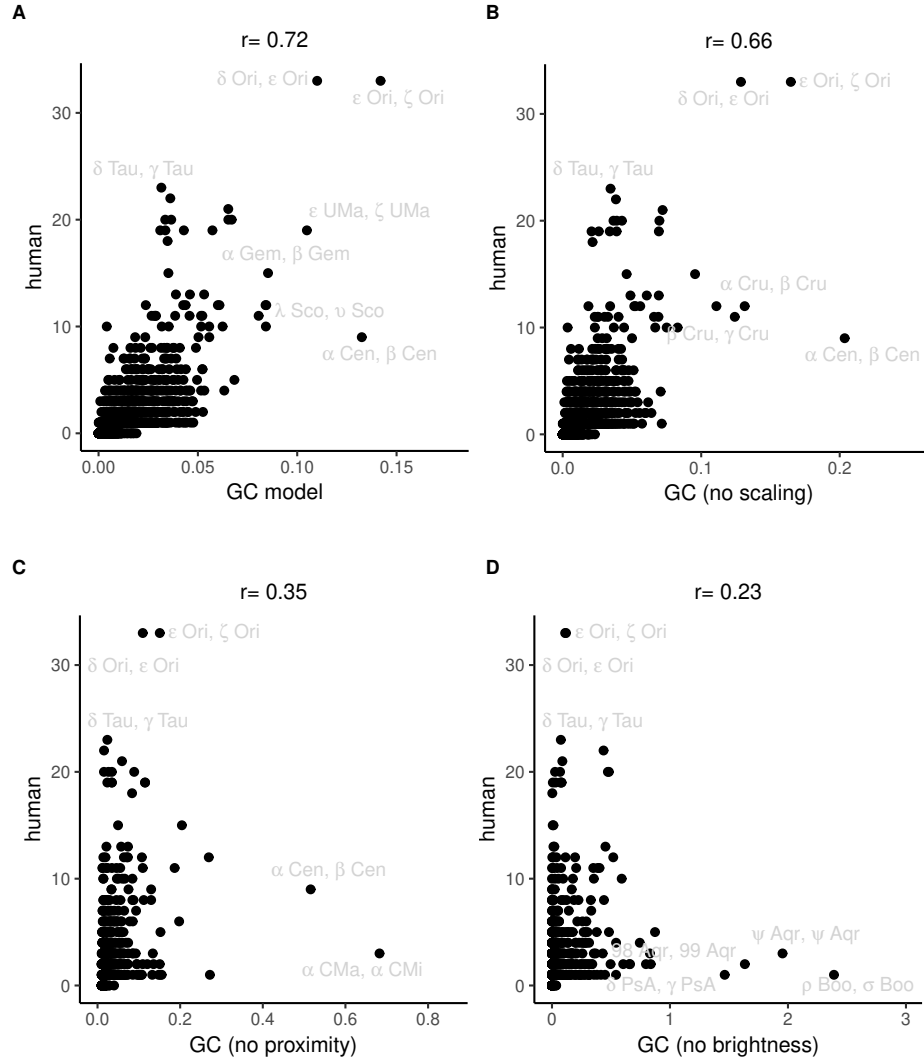 A
r= 0.72
30
20
10
0
human
δ Ori, ε Ori
ε Ori, ζ Ori
δ Tau, γ Tau
ε UMa, ζ UMa
α Gem, β Gem
λ Sco, υ Sco
α Cen, β Cen
0.00
0.05
0.10
0.15
GC model
B
r= 0.66
30
20
10
0
human
ε Ori, ζ Ori
δ Ori, ε Ori
δ Tau, γ Tau
α Cru, β Cru
β Cru, γ Cru
α Cen, β Cen
0.0
0.1
0.2
GC (no scaling)
C
r= 0.35
30
20
10
0
human
ε Ori, ζ Ori
δ Ori, ε Ori
δ Tau, γ Tau
α Cen, β Cen
α CMa, α CMi
0.0
0.2
0.4
0.6
0.8
GC (no proximity)
D
r= 0.23
30
20
10
0
human
ε Ori, ζ Ori
δ Ori, ε Ori
δ Tau, γ Tau
ψ Aqr, ψ Aqr
98 Aqr, 99 Aqr
δ PsA, γ PsA
ρ Boo, σ Boo
0
1
2
3
GC (no brightness)